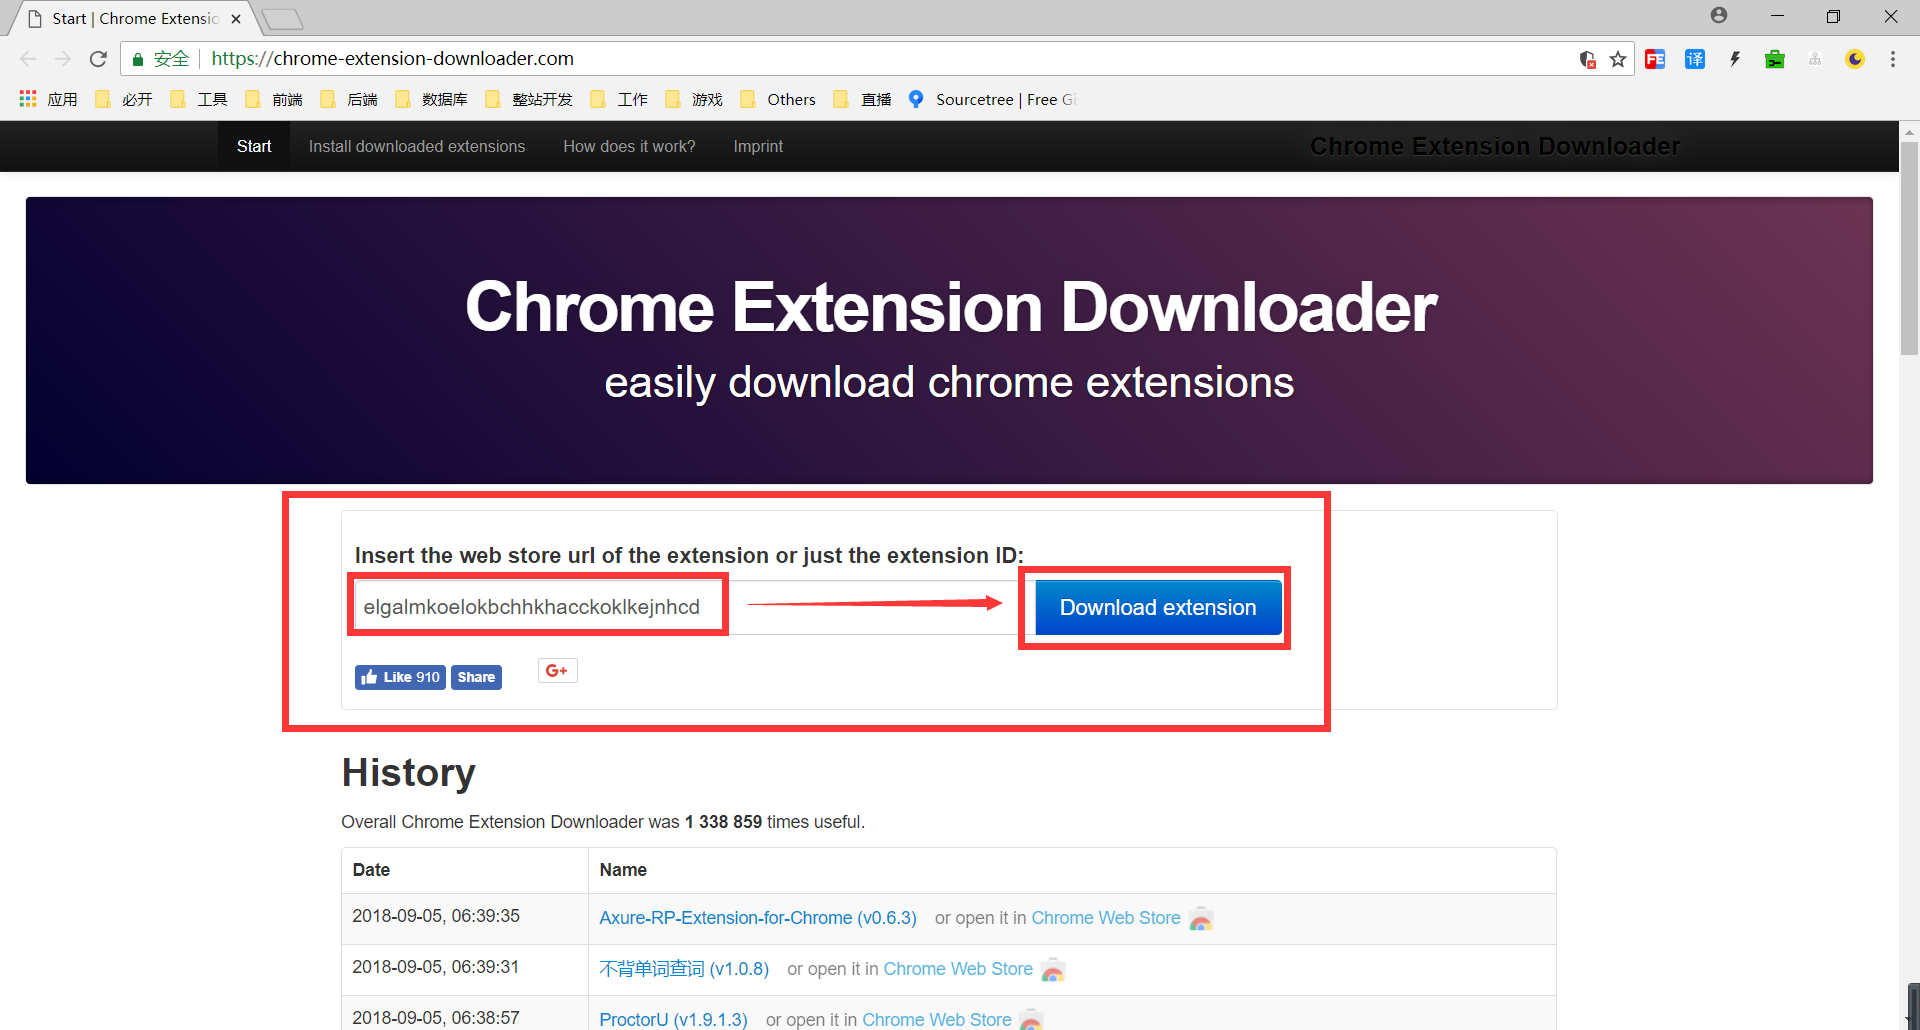 Start | Chrome Extensio
安全 https://chrome-extension-downloader.com
FE 译
应用 必开 工具 前端 后端 数据库 整站开发 工作 游戏 Others 直播 Sourcetree | Free Gi
Start Install downloaded extensions How does it work? Imprint Chrome Extension Downloader
Chrome Extension Downloader
easily download chrome extensions
Insert the web store url of the extension or just the extension ID:
elgalmkoelokbchhkhacckoklkejnhcd Download extension
Like 910 Share G+
History
Overall Chrome Extension Downloader was 1 338 859 times useful.
Date Name
2018-09-05, 06:39:35 Axure-RP-Extension-for-Chrome (v0.6.3) or open it in Chrome Web Store
2018-09-05, 06:39:31 不背单词查词 (v1.0.8) or open it in Chrome Web Store
2018-09-05, 06:38:57 ProctorU (v1.9.1.3) or open it in Chrome Web Store